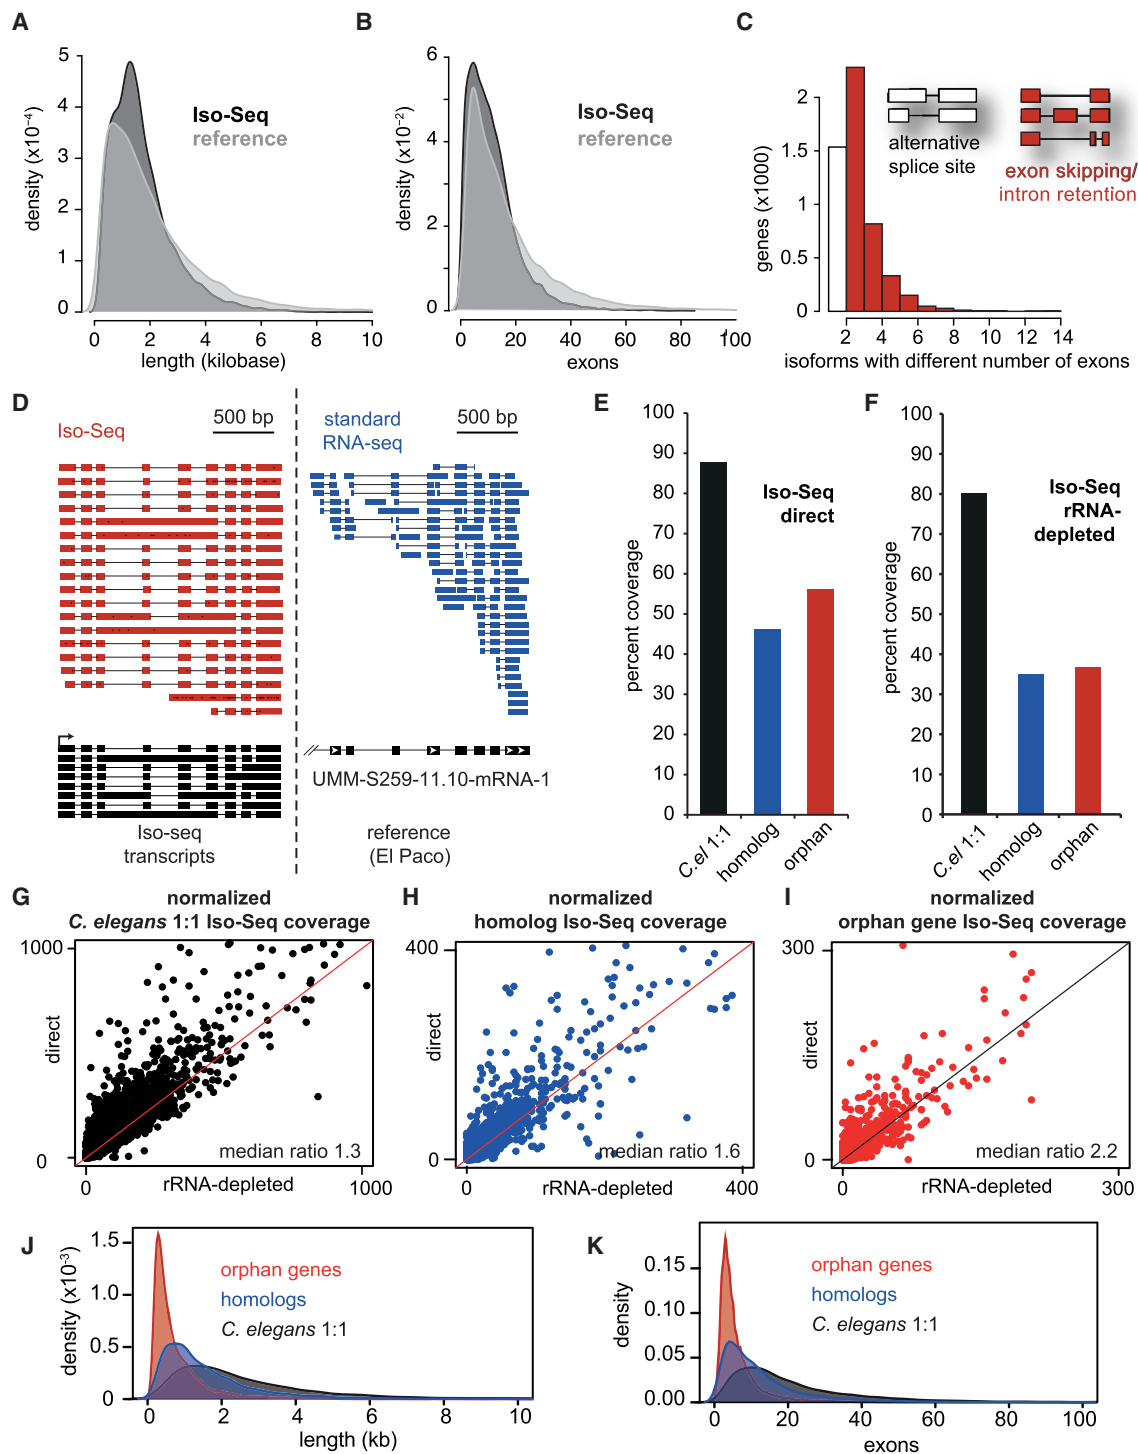 A
B
C
5
4
3
2
1
0
density (x10⁻⁴)
Iso-Seq
reference
0 2 4 6 8 10
length (kilobase)
6
4
2
0
density (x10⁻²)
Iso-Seq
reference
0 20 40 60 80 100
exons
2
1.5
1
0.5
0
genes (x1000)
alternative
splice site
exon skipping/
intron retention
2 4 6 8 10 12 14
isoforms with different number of exons
D
Iso-Seq
500 bp
standard
RNA-seq
500 bp
UMM-S259-11.10-mRNA-1
Iso-seq
transcripts
reference
(El Paco)
E
100
90
80
70
60
50
40
30
20
10
0
percent coverage
Iso-Seq
direct
C.el 1:1
homolog
orphan
F
100
90
80
70
60
50
40
30
20
10
0
percent coverage
Iso-Seq
rRNA-
depleted
C.el 1:1
homolog
orphan
G
normalized
C. elegans 1:1 Iso-Seq coverage
1000
direct
0
median ratio 1.3
0 rRNA-depleted 1000
H
normalized
homolog Iso-Seq coverage
400
direct
0
median ratio 1.6
0 rRNA-depleted 400
I
normalized
orphan gene Iso-Seq coverage
300
direct
0
median ratio 2.2
0 rRNA-depleted 300
J
1.5
1.0
0.5
0
density (x10⁻³)
orphan genes
homologs
C. elegans 1:1
0 2 4 6 8 10
length (kb)
K
0.15
0.10
0.05
0.00
density
orphan genes
homologs
C. elegans 1:1
0 20 40 60 80 100
exons